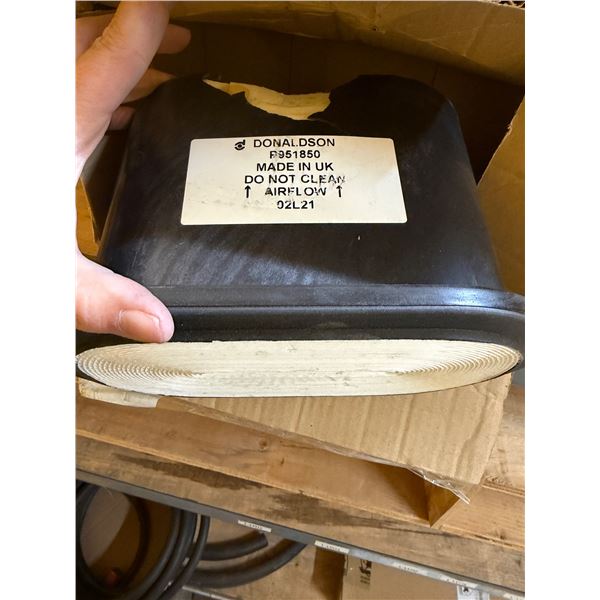 DONALDSON
P951850
MADE IN UK
DO NOT CLEAN
↑ AIRFLOW ↑
02L21